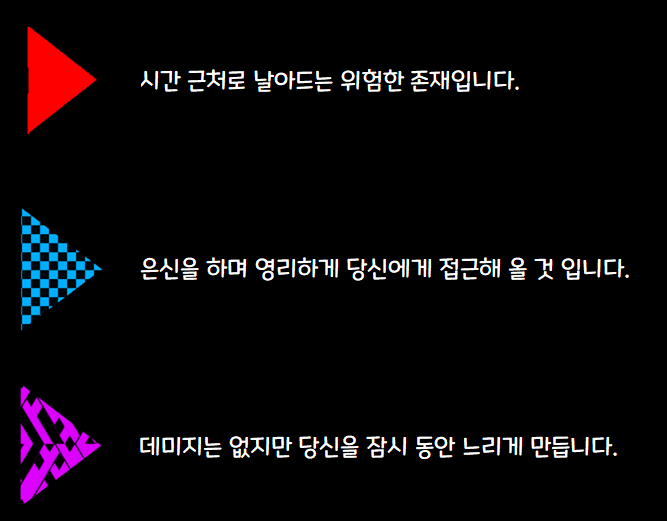 시간 근처로 날아드는 위험한 존재입니다.
은신을 하며 영리하게 당신에게 접근해 올 것 입니다.
데미지는 없지만 당신을 잠시 동안 느리게 만듭니다.